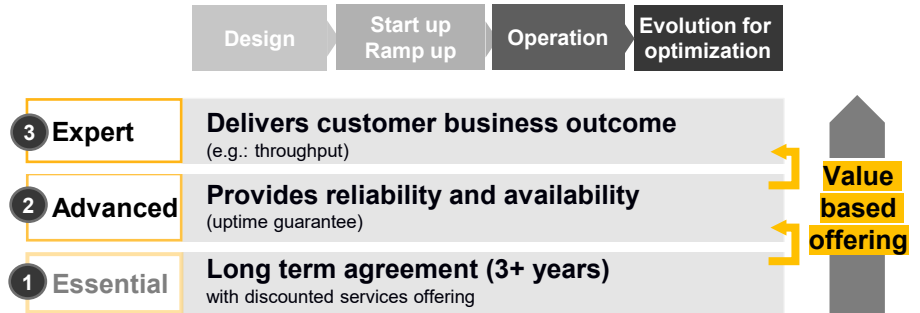 Design
Start up
Ramp up
Operation
Evolution for
optimization
3 Expert
Delivers customer business outcome
(e.g.: throughput)
2 Advanced
Provides reliability and availability
(uptime guarantee)
1 Essential
Long term agreement (3+ years)
with discounted services offering
Value
based
offering